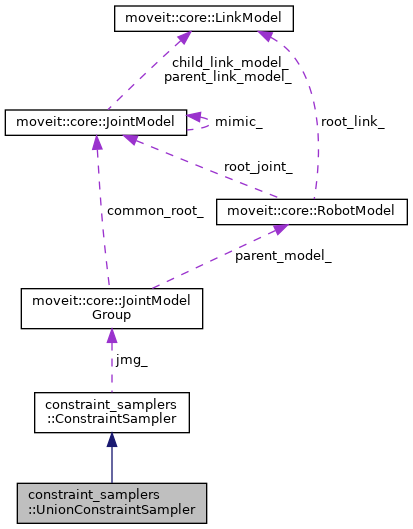 moveit::core::LinkModel
child_link_model_
parent_link_model_
moveit::core::JointModel
mimic_
root_link_
root_joint_
common_root_
moveit::core::RobotModel
parent_model_
moveit::core::JointModel
Group
jmg_
constraint_samplers
::ConstraintSampler
constraint_samplers
::UnionConstraintSampler